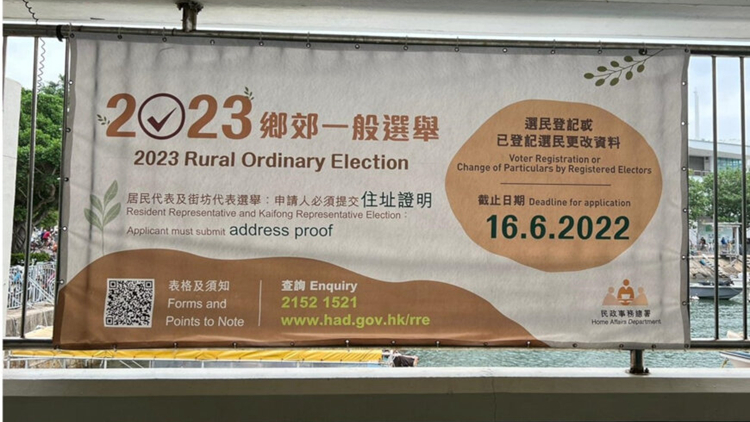 2023 鄉郊一般選舉
2023 Rural Ordinary Election
居民代表及街坊代表選舉：申請人必須提交住址證明
Resident Representative and Kaifong Representative Election：
Applicant must submit address proof
選民登記或
已登記選民更改資料
Voter Registration or
Change of Particulars by Registered Electors
截止日期 Deadline for application
16.6.2022
表格及須知
Forms and
Points to Note
查詢 Enquiry
2152 1521
www.had.gov.hk/rre
民政事務總署
Home Affairs Department